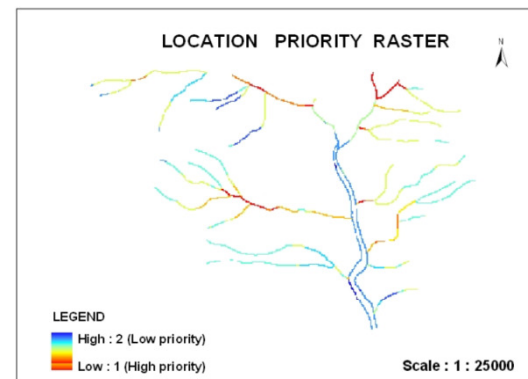 LOCATION PRIORITY RASTER
N
LEGEND
High : 2 (Low priority)
Low : 1 (High priority)
Scale : 1 : 25000